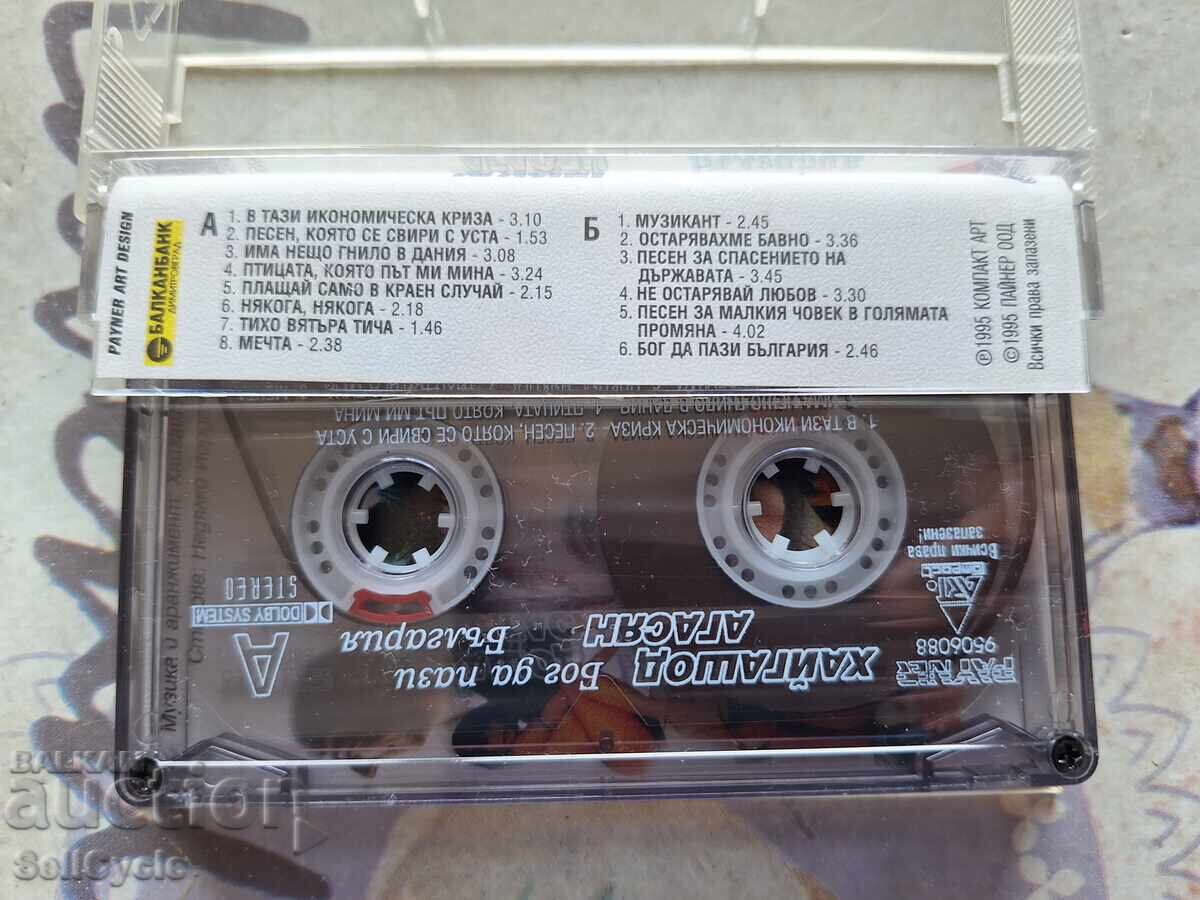 PAYNER ART DESIGN
БАЛКАНБАНК
ДИМИТРОВГРАД
А
1. В ТАЗИ ИКОНОМИЧЕСКА КРИЗА - 3.10
2. ПЕСЕН, КОЯТО СЕ СВИРИ С УСТА - 1.53
3. ИМА НЕЩО ГНИЛО В ДАНИЯ - 3.08
4. ПТИЦАТА, КОЯТО ПЪТ МИ МИНА - 3.24
5. ПЛАЩАЙ САМО В КРАЕН СЛУЧАЙ - 2.15
6. НЯКОГА, НЯКОГА - 2.18
7. ТИХО ВЯТЪРА ТИЧА - 1.46
8. МЕЧТА - 2.38
Б
1. МУЗИКАНТ - 2.45
2. ОСТАРЯВАХМЕ БАВНО - 3.36
3. ПЕСЕН ЗА СПАСЕНИЕТО НА
ДЪРЖАВАТА - 3.45
4. НЕ ОСТАРЯВАЙ ЛЮБОВ - 3.30
5. ПЕСЕН ЗА МАЛКИЯ ЧОВЕК В ГОЛЯМАТА
ПРОМЯНА - 4.02
6. БОГ ДА ПАЗИ БЪЛГАРИЯ - 2.46
℗1995 КОМПАКТ АРТ
©1995 ПАЙНЕР ООД
Всички права запазени
PAYNER
9506088
ХАЙГАШОД
АГАСЯН
Бог да пази
България
А
DOLBY SYSTEM
STEREO
Всички права
запазени!
1. В ТАЗИ ИКОНОМИЧЕСКА КРИЗА 2. ПЕСЕН, КОЯТО СЕ СВИРИ С УСТА
4. ПТИЦАТА, КОЯТО ПЪТ МИ МИНА
Музика и аранжимент
Недялко
BALKAN
auction
SellCycle